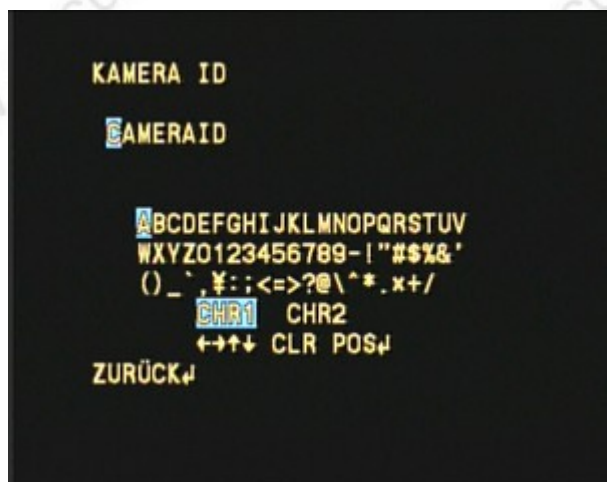 KAMERA ID
CAMERAID
ABCDEFGHIJKLMNOPQRSTUV
WXYZ0123456789-!"#$%&'
()_`,¥:;<=>?@\^*.x+/
CHR1 CHR2
←→↑↓ CLR POS↲
ZURÜCK↲